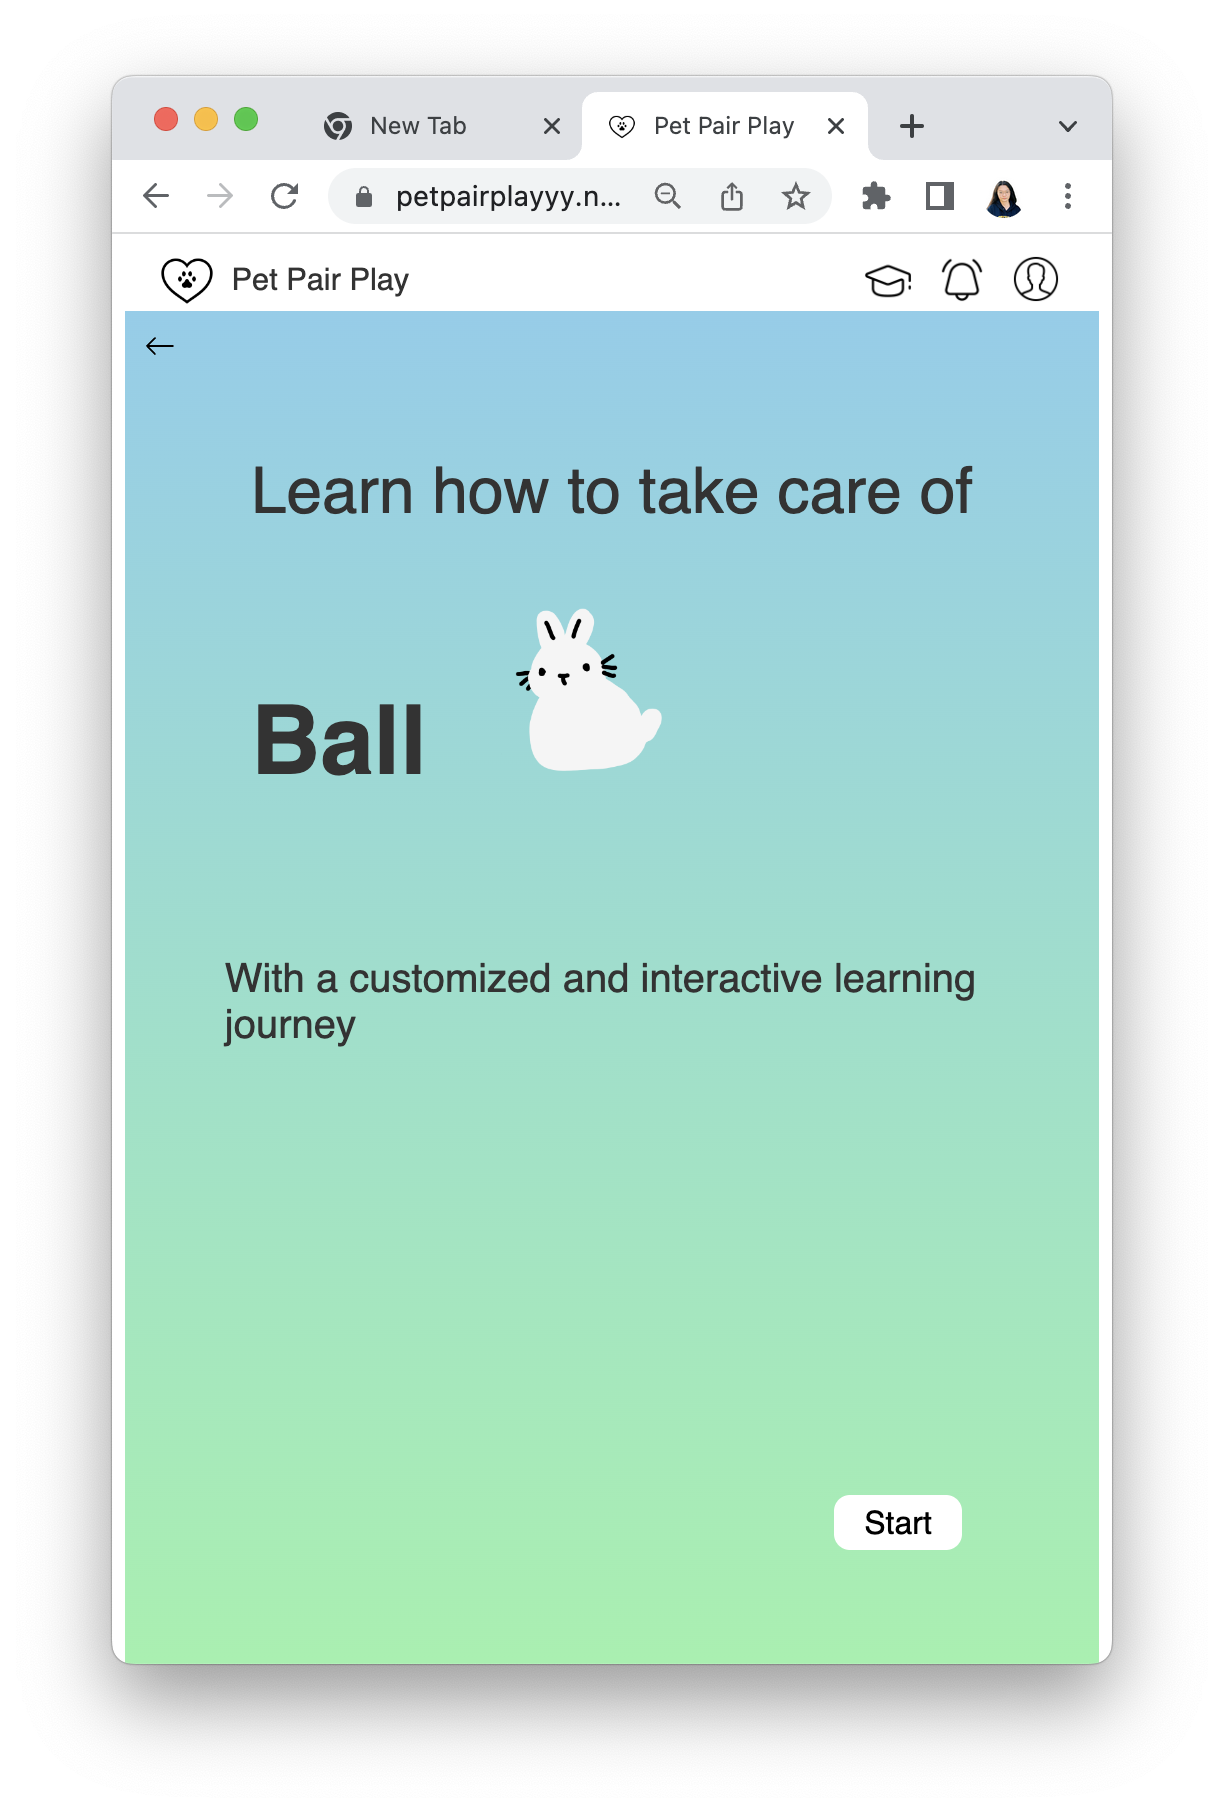 New Tab
Pet Pair Play
petpairplayyy.n...
Pet Pair Play
Learn how to take care of
Ball
With a customized and interactive learning
journey
Start